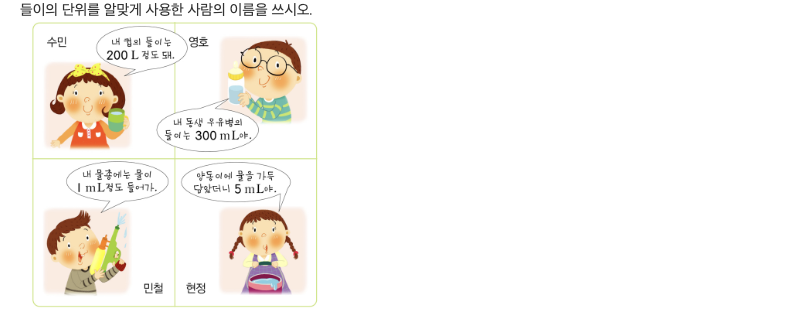 들이의 단위를 알맞게 사용한 사람의 이름을 쓰시오.
수민
내 컵의 들이는
200 L 정도 돼.
영호
내 동생 우유병의
들이는 300 mL야.
내 물총에는 물이
1 mL정도 들어가.
민철
양동이에 물을 가득
담았더니 5 mL야.
현정